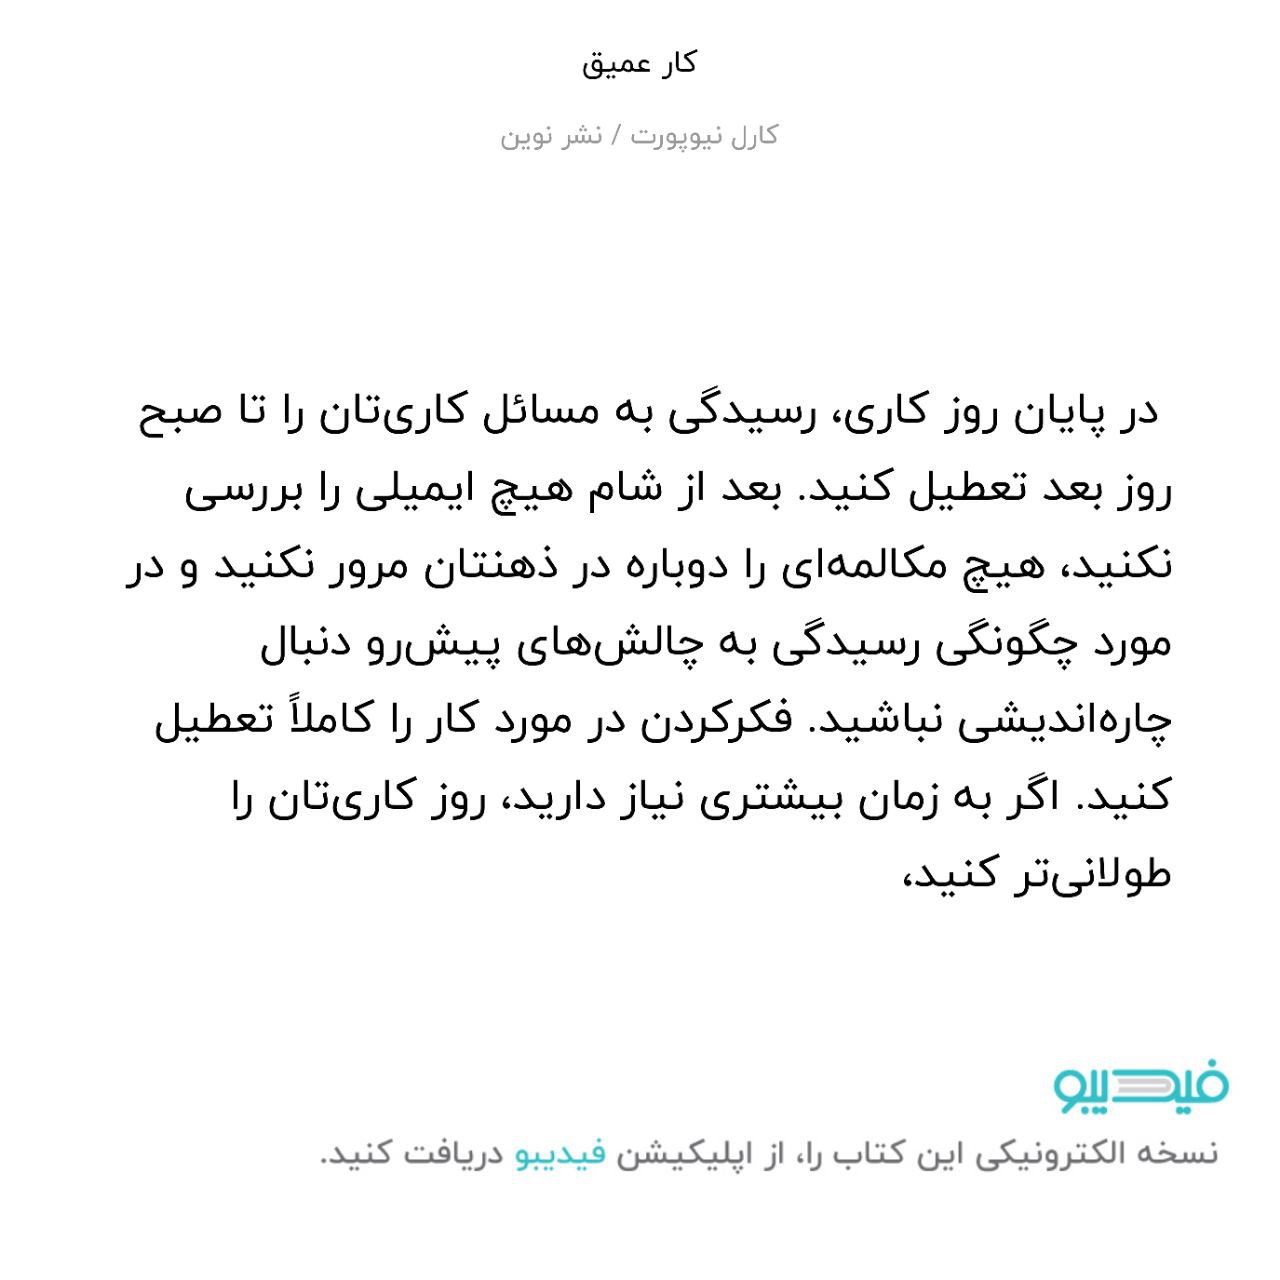 کار عمیق
کارل نیوپورت / نشر نوین
در پایان روز کاری، رسیدگی به مسائل کاری‌تان را تا صبح
روز بعد تعطیل کنید. بعد از شام هیچ ایمیلی را بررسی
نکنید، هیچ مکالمه‌ای را دوباره در ذهنتان مرور نکنید و در
مورد چگونگی رسیدگی به چالش‌های پیش‌رو دنبال
چاره‌اندیشی نباشید. فکرکردن در مورد کار را کاملاً تعطیل
کنید. اگر به زمان بیشتری نیاز دارید، روز کاری‌تان را
طولانی‌تر کنید،
فیدیبو
نسخه الکترونیکی این کتاب را، از اپلیکیشن فیدیبو دریافت کنید.